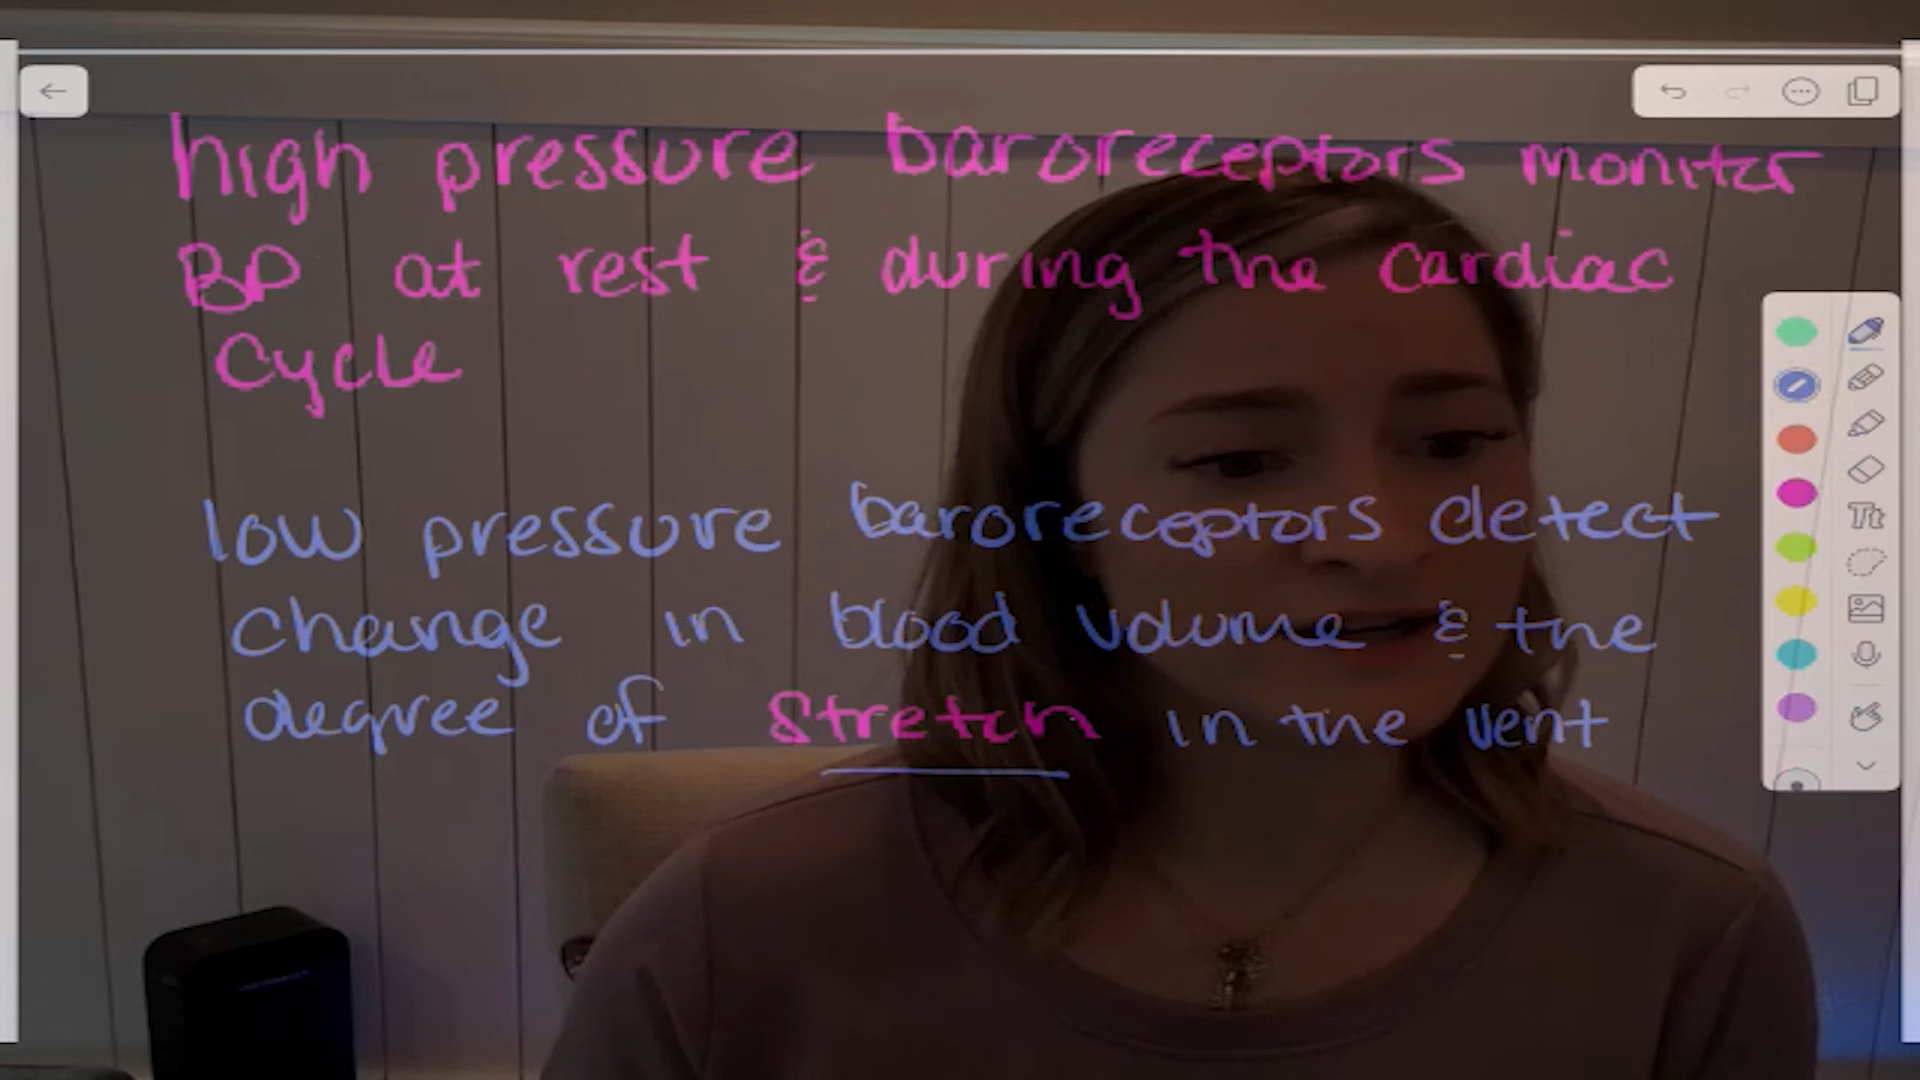 high pressure baroreceptors monitor
BP at rest & during the cardiac
cycle
low pressure baroreceptors detect
change in blood volume & the
degree of stretch in the vent
Tt